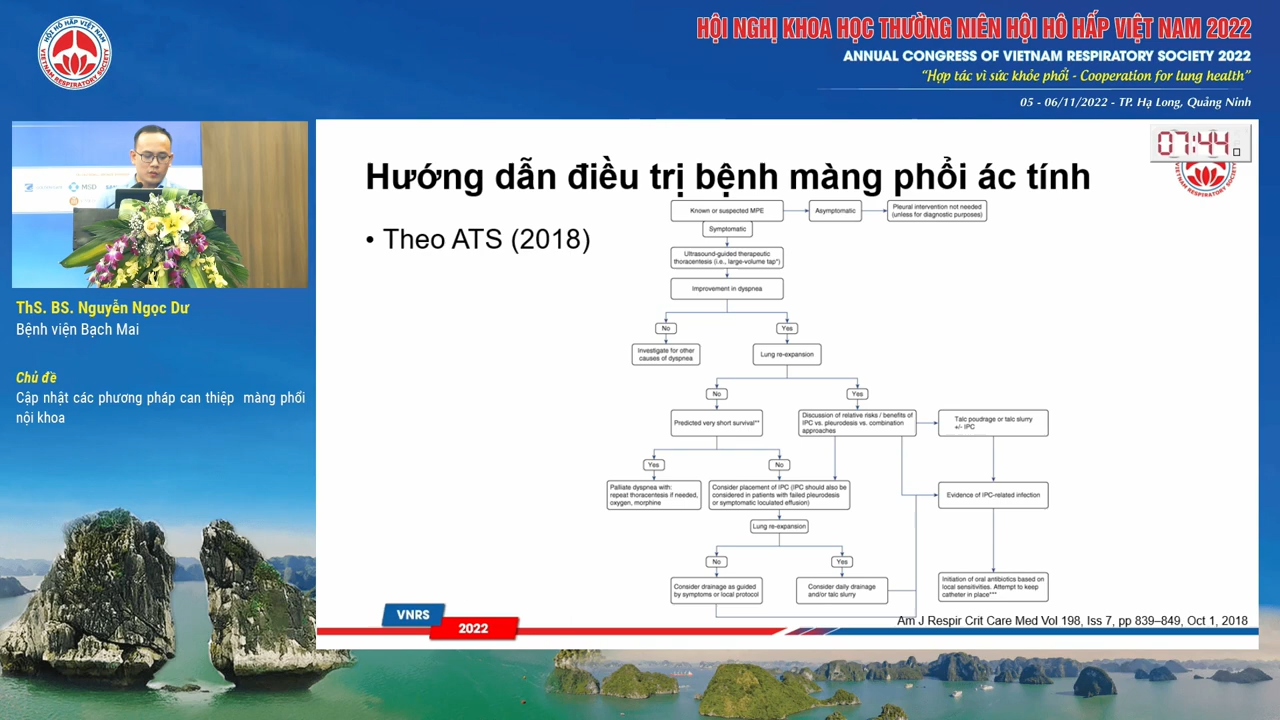 HỘI NGHỊ KHOA HỌC THƯỜNG NIÊN HỘI HÔ HẤP VIỆT NAM 2022
ANNUAL CONGRESS OF VIETNAM RESPIRATORY SOCIETY 2022
“Hợp tác vì sức khỏe phổi - Cooperation for lung health”
05 - 06/11/2022 - TP. Hạ Long, Quảng Ninh
HỘI HÔ HẤP VIỆT NAM
VIETNAM RESPIRATORY SOCIETY
MSD
ThS. BS. Nguyễn Ngọc Dư
Bệnh viện Bạch Mai
Chủ đề
Cập nhật các phương pháp can thiệp màng phổi
nội khoa
07:44
Hướng dẫn điều trị bệnh màng phổi ác tính
• Theo ATS (2018)
Known or suspected MPE
Asymptomatic
Pleural intervention not needed
(unless for diagnostic purposes)
Symptomatic
Ultrasound-guided therapeutic
thoracentesis (i.e., large-volume tap*)
Improvement in dyspnea
No
Yes
Investigate for other
causes of dyspnea
Lung re-expansion
No
Yes
Predicted very short survival**
Discussion of relative risks / benefits of
IPC vs. pleurodesis vs. combination
approaches
Talc poudrage or talc slurry
+/- IPC
Yes
No
Palliate dyspnea with:
repeat thoracentesis if needed,
oxygen, morphine
Consider placement of IPC (IPC should also be
considered in patients with failed pleurodesis
or symptomatic loculated effusion)
Evidence of IPC-related infection
Lung re-expansion
No
Yes
Consider drainage as guided
by symptoms or local protocol
Consider daily drainage
and/or talc slurry
Initiation of oral antibiotics based on
local sensitivities. Attempt to keep
catheter in place***
Am J Respir Crit Care Med Vol 198, Iss 7, pp 839–849, Oct 1, 2018
VNRS
2022